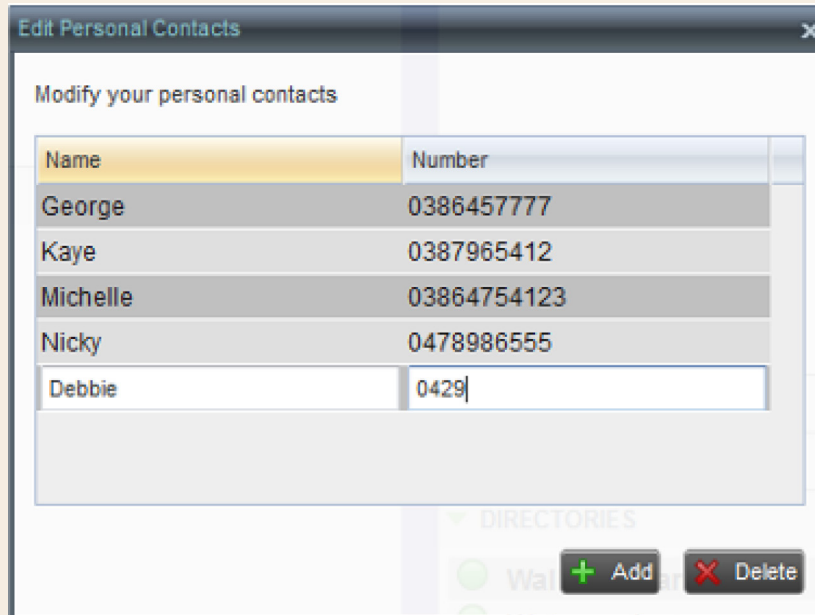 Edit Personal Contacts
Modify your personal contacts
Name Number
George 0386457777
Kaye 0387965412
Michelle 03864754123
Nicky 0478986555
Debbie 0429
DIRECTORIES
Add Delete